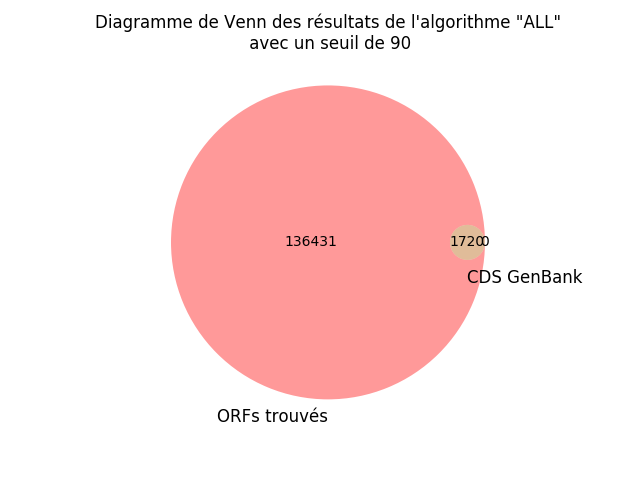 Diagramme de Venn des résultats de l'algorithme "ALL"
avec un seuil de 90
136431
1720
0
CDS GenBank
ORFs trouvés